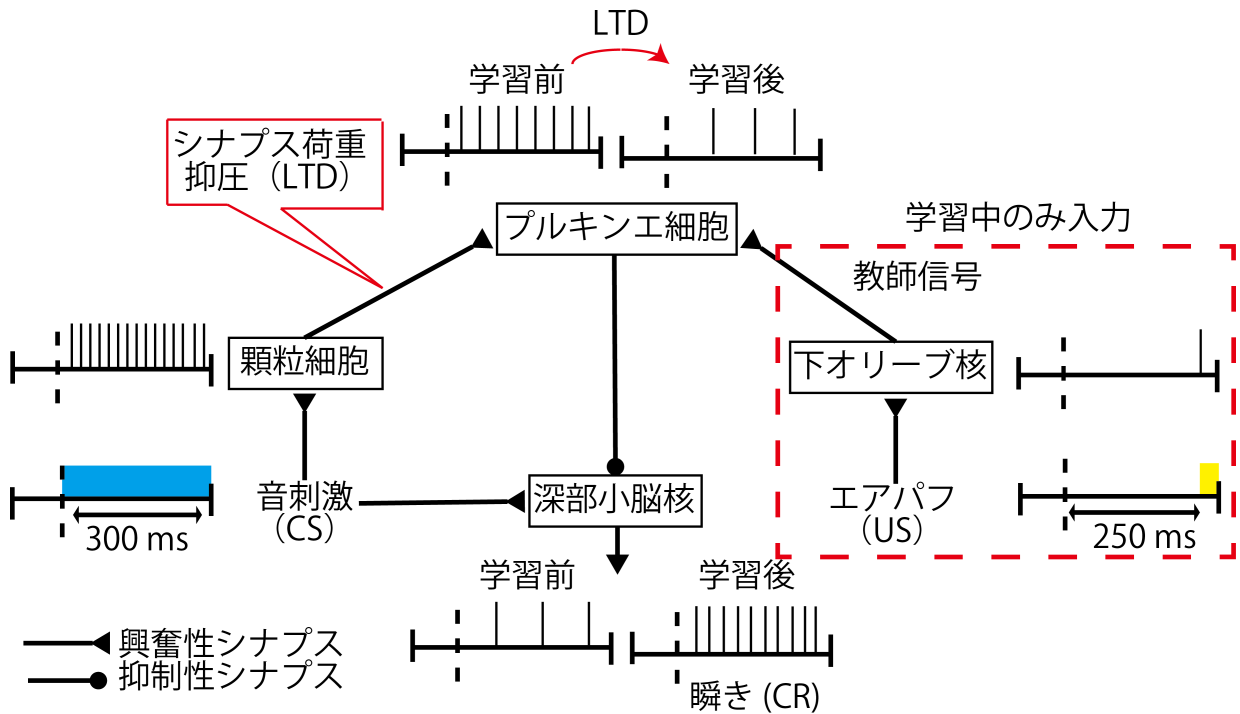 LTD
学習前
学習後
シナプス荷重
抑圧（LTD）
プルキンエ細胞
学習中のみ入力
教師信号
顆粒細胞
下オリーブ核
音刺激
（CS）
深部小脳核
エアパフ
（US）
300 ms
250 ms
学習前
学習後
興奮性シナプス
抑制性シナプス
瞬き (CR)